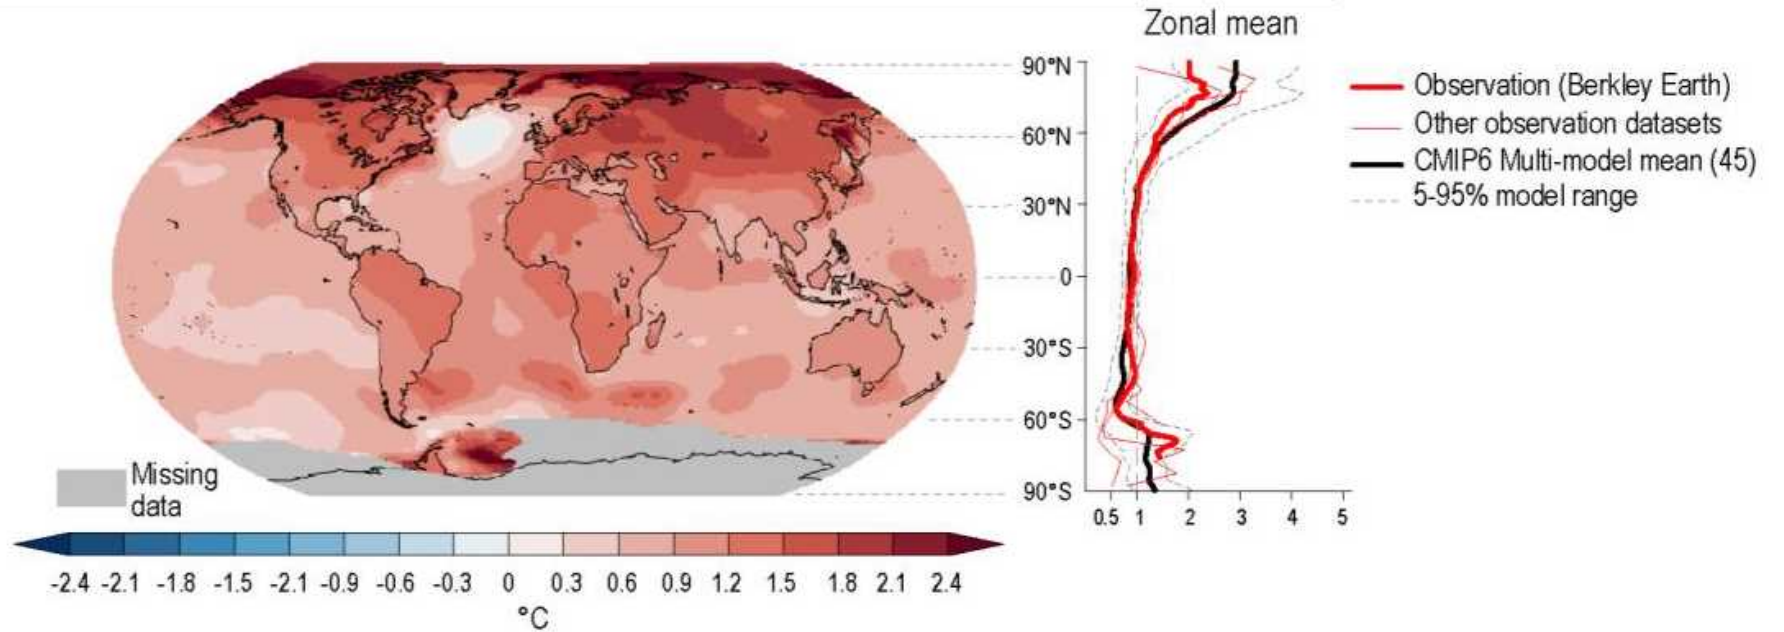 Zonal mean
90°N
60°N
30°N
0
30°S
60°S
90°S
0.5 1 2 3 4 5
Observation (Berkley Earth)
Other observation datasets
CMIP6 Multi-model mean (45)
5-95% model range
Missing
data
-2.4 -2.1 -1.8 -1.5 -2.1 -0.9 -0.6 -0.3 0 0.3 0.6 0.9 1.2 1.5 1.8 2.1 2.4
°C